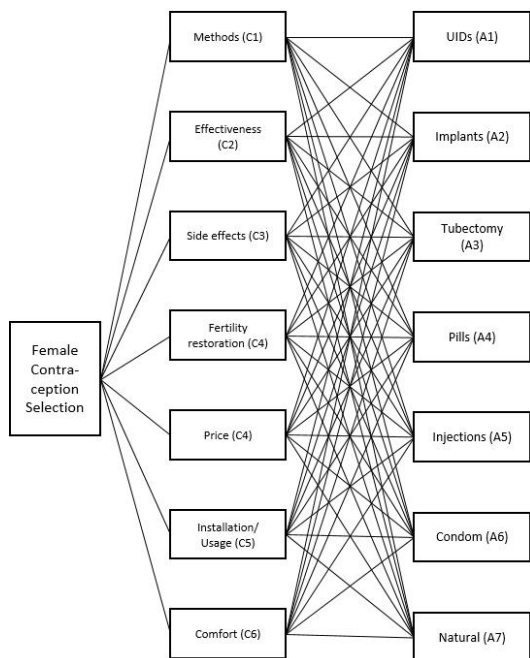 Methods (C1)
UIDs (A1)
Effectiveness
(C2)
Implants (A2)
Side effects (C3)
Tubectomy
(A3)
Female
Contra-
ception
Selection
Fertility
restoration (C4)
Pills (A4)
Price (C4)
Injections (A5)
Installation/
Usage (C5)
Condom (A6)
Comfort (C6)
Natural (A7)